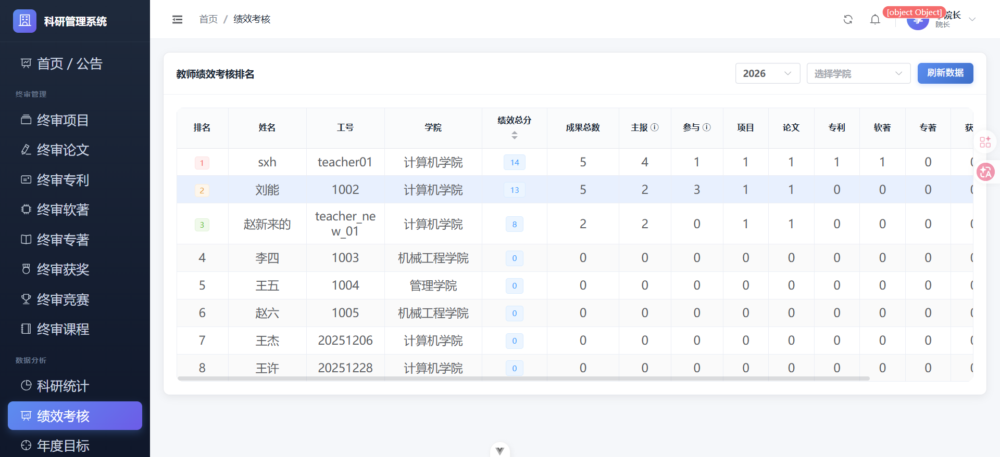 科研管理系统
首页 / 公告
终审管理
终审项目
终审论文
终审专利
终审软著
终审专著
终审获奖
终审竞赛
终审课程
数据分析
科研统计
绩效考核
年度目标
首页 / 绩效考核
[object Object]
院长
院长
教师绩效考核排名
2026
选择学院
刷新数据
排名 姓名 工号 学院 绩效总分 成果总数 主报 参与 项目 论文 专利 软著 专著 获
1 sxh teacher01 计算机学院 14 5 4 1 1 1 1 1 0
2 刘能 1002 计算机学院 13 5 2 3 1 1 0 0 0
3 赵新来的 teacher_ne
w_01 计算机学院 8 2 2 0 1 1 0 0 0
4 李四 1003 机械工程学院 0 0 0 0 0 0 0 0 0
5 王五 1004 管理学院 0 0 0 0 0 0 0 0 0
6 赵六 1005 机械工程学院 0 0 0 0 0 0 0 0 0
7 王杰 20251206 计算机学院 0 0 0 0 0 0 0 0 0
8 王许 20251228 计算机学院 0 0 0 0 0 0 0 0 0